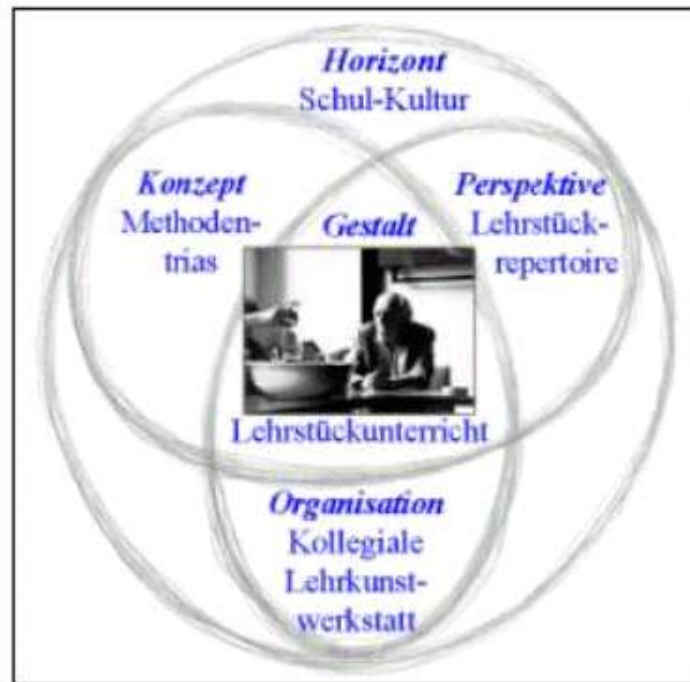 Horizont
Schul-Kultur
Konzept
Methoden-
trias
Perspektive
Lehrstück-
repertoire
Gestalt
Lehrstückunterricht
Organisation
Kollegiale
Lehrkunst-
werkstatt